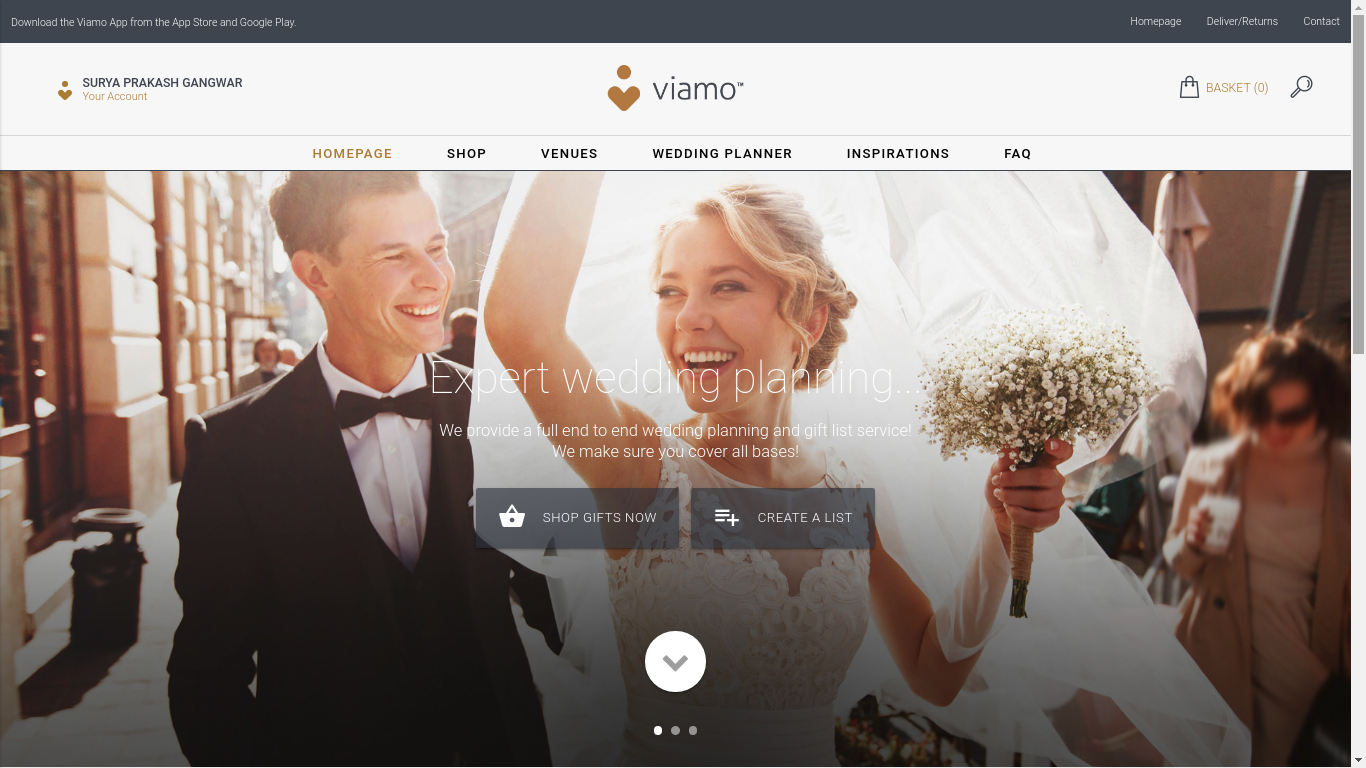 Download the Viamo App from the App Store and Google Play.
Homepage
Deliver/Returns
Contact
SURYA PRAKASH GANGWAR
Your Account
viamo™
BASKET (0)
HOMEPAGE
SHOP
VENUES
WEDDING PLANNER
INSPIRATIONS
FAQ
Expert wedding planning...
We provide a full end to end wedding planning and gift list service!
We make sure you cover all bases!
SHOP GIFTS NOW
CREATE A LIST